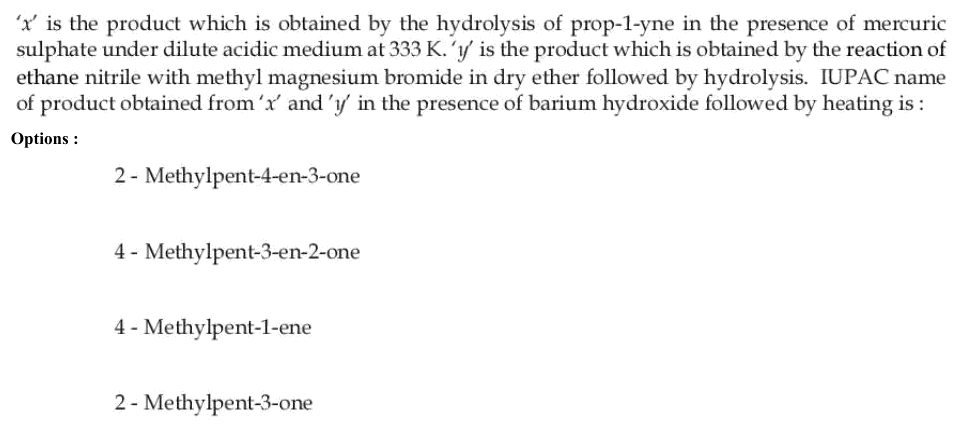 ‘x’ is the product which is obtained by the hydrolysis of prop-1-yne in the presence of mercuric
sulphate under dilute acidic medium at 333 K. ‘y’ is the product which is obtained by the reaction of
ethane nitrile with methyl magnesium bromide in dry ether followed by hydrolysis. IUPAC name
of product obtained from ‘x’ and ‘y’ in the presence of barium hydroxide followed by heating is :
Options :
2 - Methylpent-4-en-3-one
4 - Methylpent-3-en-2-one
4 - Methylpent-1-ene
2 - Methylpent-3-one